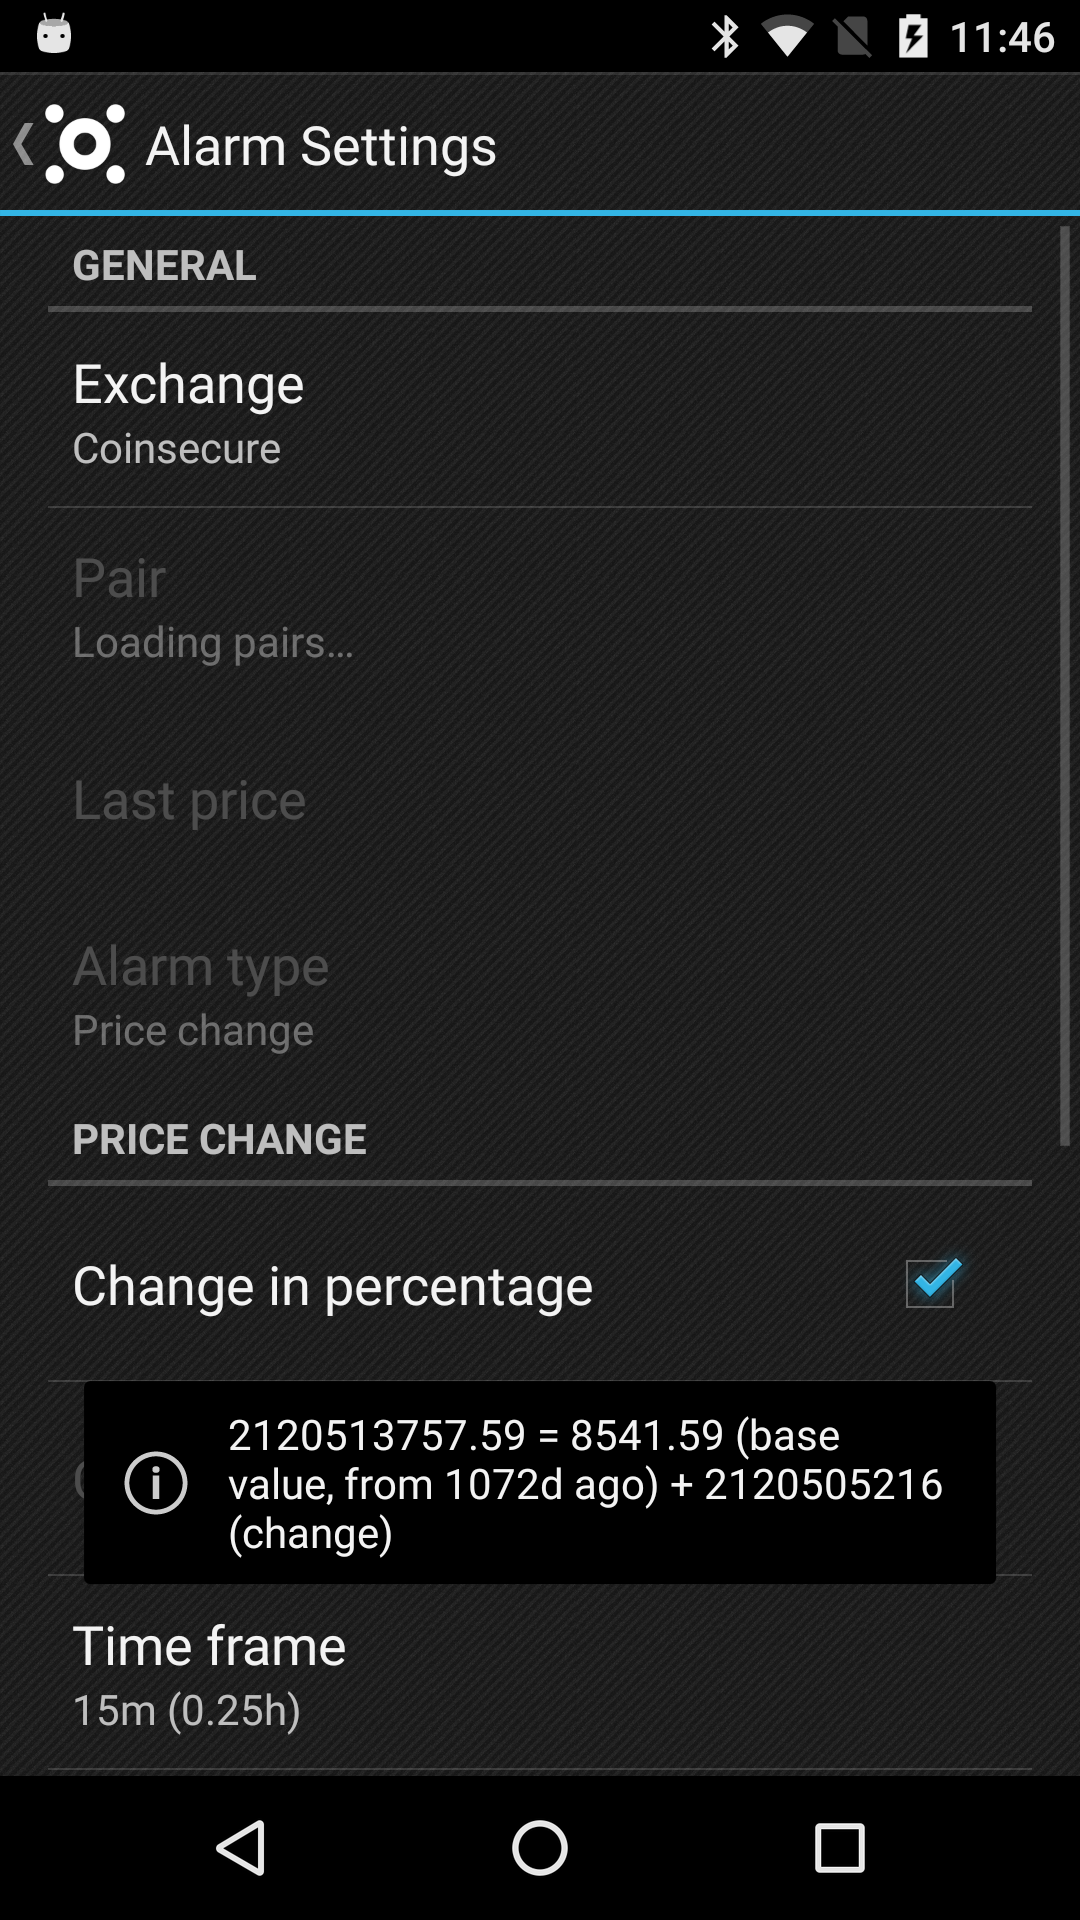 11:46
Alarm Settings
GENERAL
Exchange
Coinsecure
Pair
Loading pairs...
Last price
Alarm type
Price change
PRICE CHANGE
Change in percentage
2120513757.59 = 8541.59 (base
value, from 1072d ago) + 2120505216
(change)
Time frame
15m (0.25h)